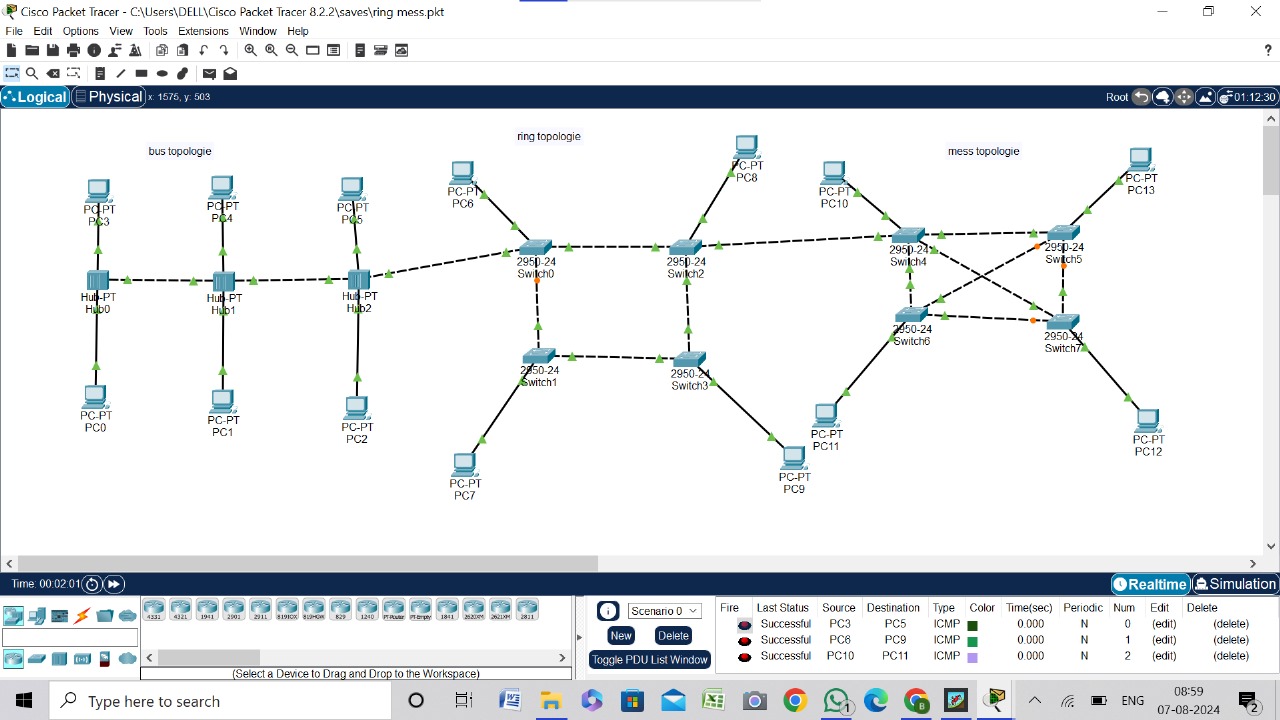 Cisco Packet Tracer - C:\Users\DELL\Cisco Packet Tracer 8.2.2\saves\ring mess.pkt
File Edit Options View Tools Extensions Window Help
Logical Physical x: 1575, y: 503 Root 01:12:30
bus topologie
ring topologie
mess topologie
PC-PT
PC3
PC-PT
PC4
PC-PT
PC5
Hub-PT
Hub0
Hub-PT
Hub1
Hub-PT
Hub2
PC-PT
PC0
PC-PT
PC1
PC-PT
PC2
PC-PT
PC6
PC-PT
PC8
2950-24
Switch0
2950-24
Switch2
2950-24
Switch1
2950-24
Switch3
PC-PT
PC7
PC-PT
PC9
PC-PT
PC10
PC-PT
PC13
2950-24
Switch4
2950-24
Switch5
2950-24
Switch6
2950-24
Switch7
PC-PT
PC11
PC-PT
PC12
Time: 00:02:01
Realtime Simulation
4331 4321 1941 2901 2911 819IOX 819HGW 829 1240 PT-Router PT-Empty 1841 2620XM 2621XM 2811
(Select a Device to Drag and Drop to the Workspace)
Scenario 0
New Delete
Toggle PDU List Window
Fire Last Status Source Destination Type Color Time(sec) Periodic Num Edit Delete
Successful PC3 PC5 ICMP 0.000 N 0 (edit) (delete)
Successful PC6 PC9 ICMP 0.000 N 1 (edit) (delete)
Successful PC10 PC11 ICMP 0.000 N 2 (edit) (delete)
Type here to search
ENG
08:59
07-08-2024
2